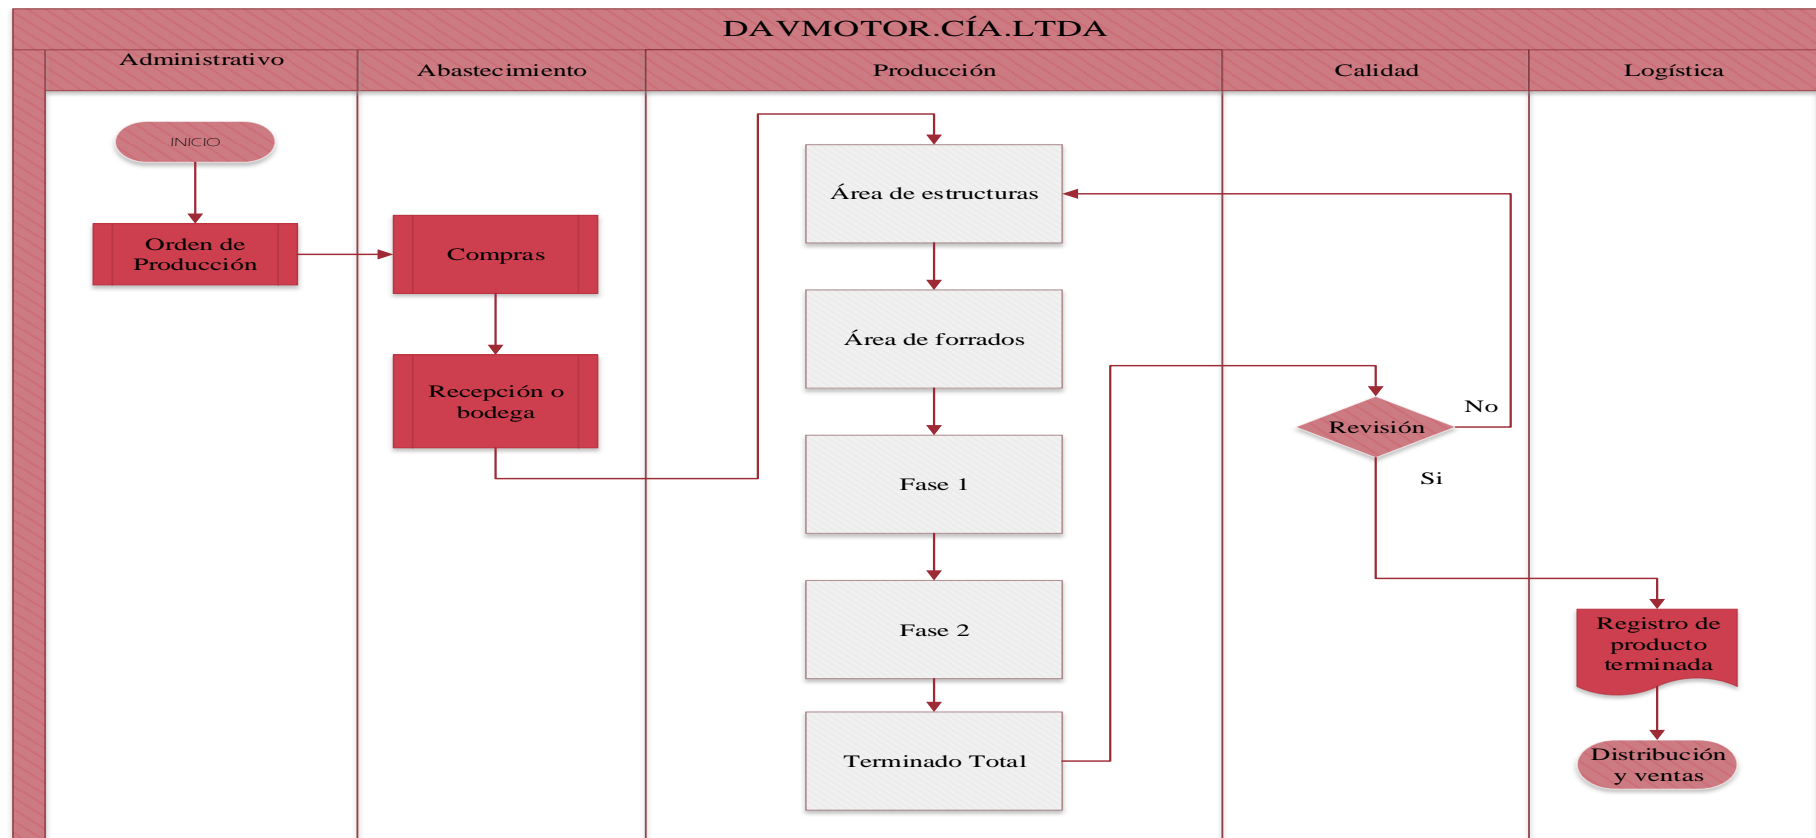 DAVMOTOR.CÍA.LTDA
Administrativo
Abastecimiento
Producción
Calidad
Logística
INICIO
Orden de
Producción
Compras
Recepción o
bodega
Área de estructuras
Área de forrados
Fase 1
Fase 2
Terminado Total
Revisión
No
Si
Registro de
producto
terminada
Distribución
y ventas